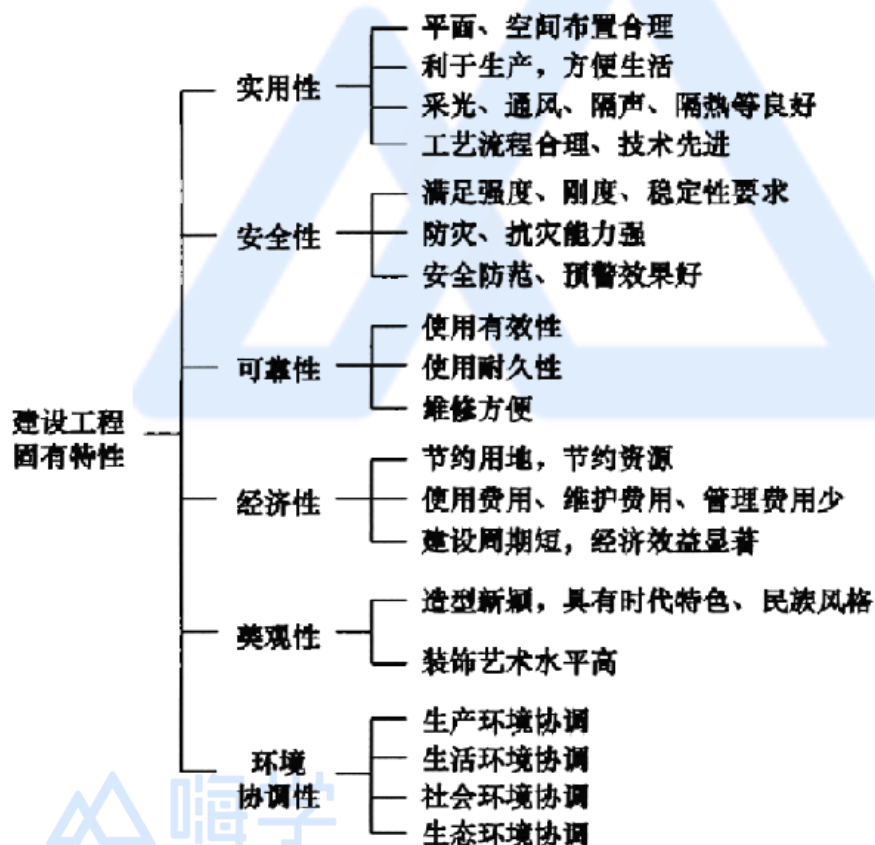 平面、空间布置合理
利于生产，方便生活
实用性
采光、通风、隔声、隔热等良好
工艺流程合理、技术先进
满足强度、刚度、稳定性要求
安全性
防灾、抗灾能力强
安全防范、预警效果好
使用有效性
可靠性
使用耐久性
维修方便
建设工程
固有特性
节约用地，节约资源
经济性
使用费用、维护费用、管理费用少
建设周期短，经济效益显著
造型新颖，具有时代特色、民族风格
美观性
装饰艺术水平高
生产环境协调
环境
协调性
生活环境协调
社会环境协调
生态环境协调
嗨学